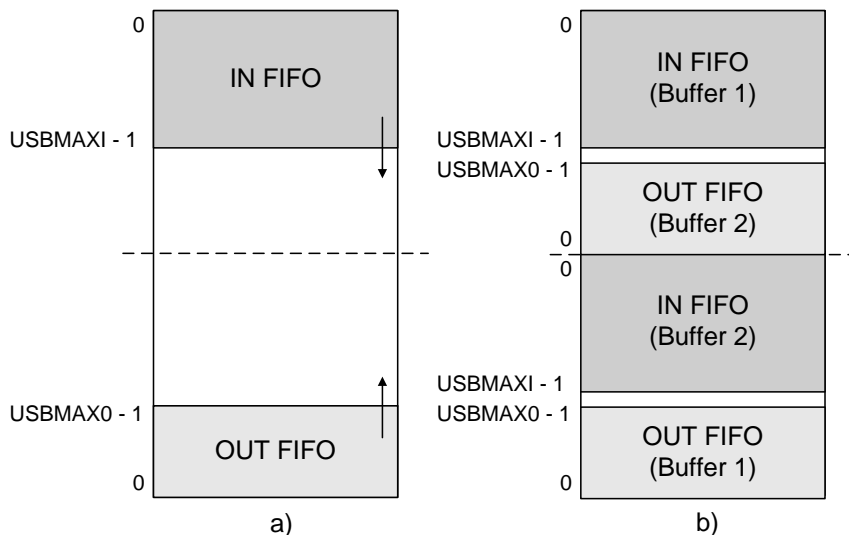 0
IN FIFO
USBMAXI - 1
USBMAX0 - 1
OUT FIFO
0
a)
0
IN FIFO
(Buffer 1)
USBMAXI - 1
USBMAX0 - 1
OUT FIFO
(Buffer 2)
0
0
IN FIFO
(Buffer 2)
USBMAXI - 1
USBMAX0 - 1
OUT FIFO
(Buffer 1)
0
b)